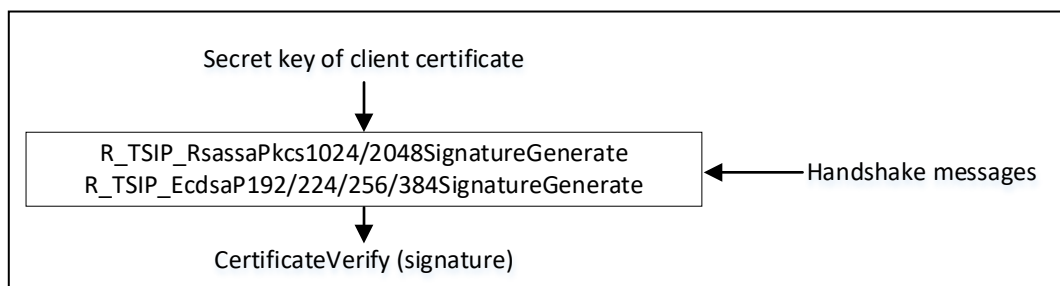 Secret key of client certificate
R_TSIP_RsassaPkcs1024/2048SignatureGenerate
R_TSIP_EcdsaP192/224/256/384SignatureGenerate
Handshake messages
CertificateVerify (signature)